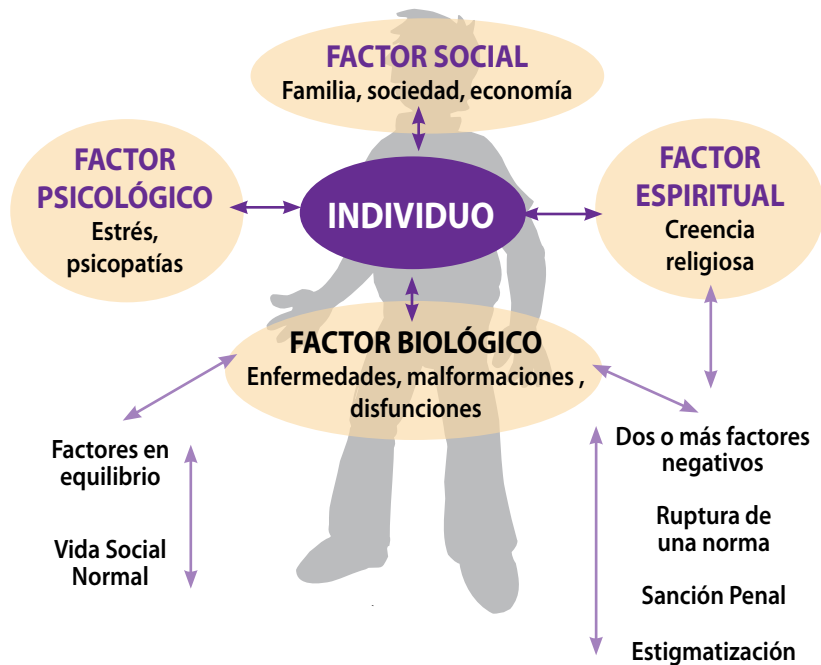 FACTOR SOCIAL
Familia, sociedad, economía
FACTOR
PSICOLÓGICO
Estrés,
psicopatías
INDIVIDUO
FACTOR
ESPIRITUAL
Creencia
religiosa
FACTOR BIOLÓGICO
Enfermedades, malformaciones ,
disfunciones
Factores en
equilibrio
Vida Social
Normal
Dos o más factores
negativos
Ruptura de
una norma
Sanción Penal
Estigmatización